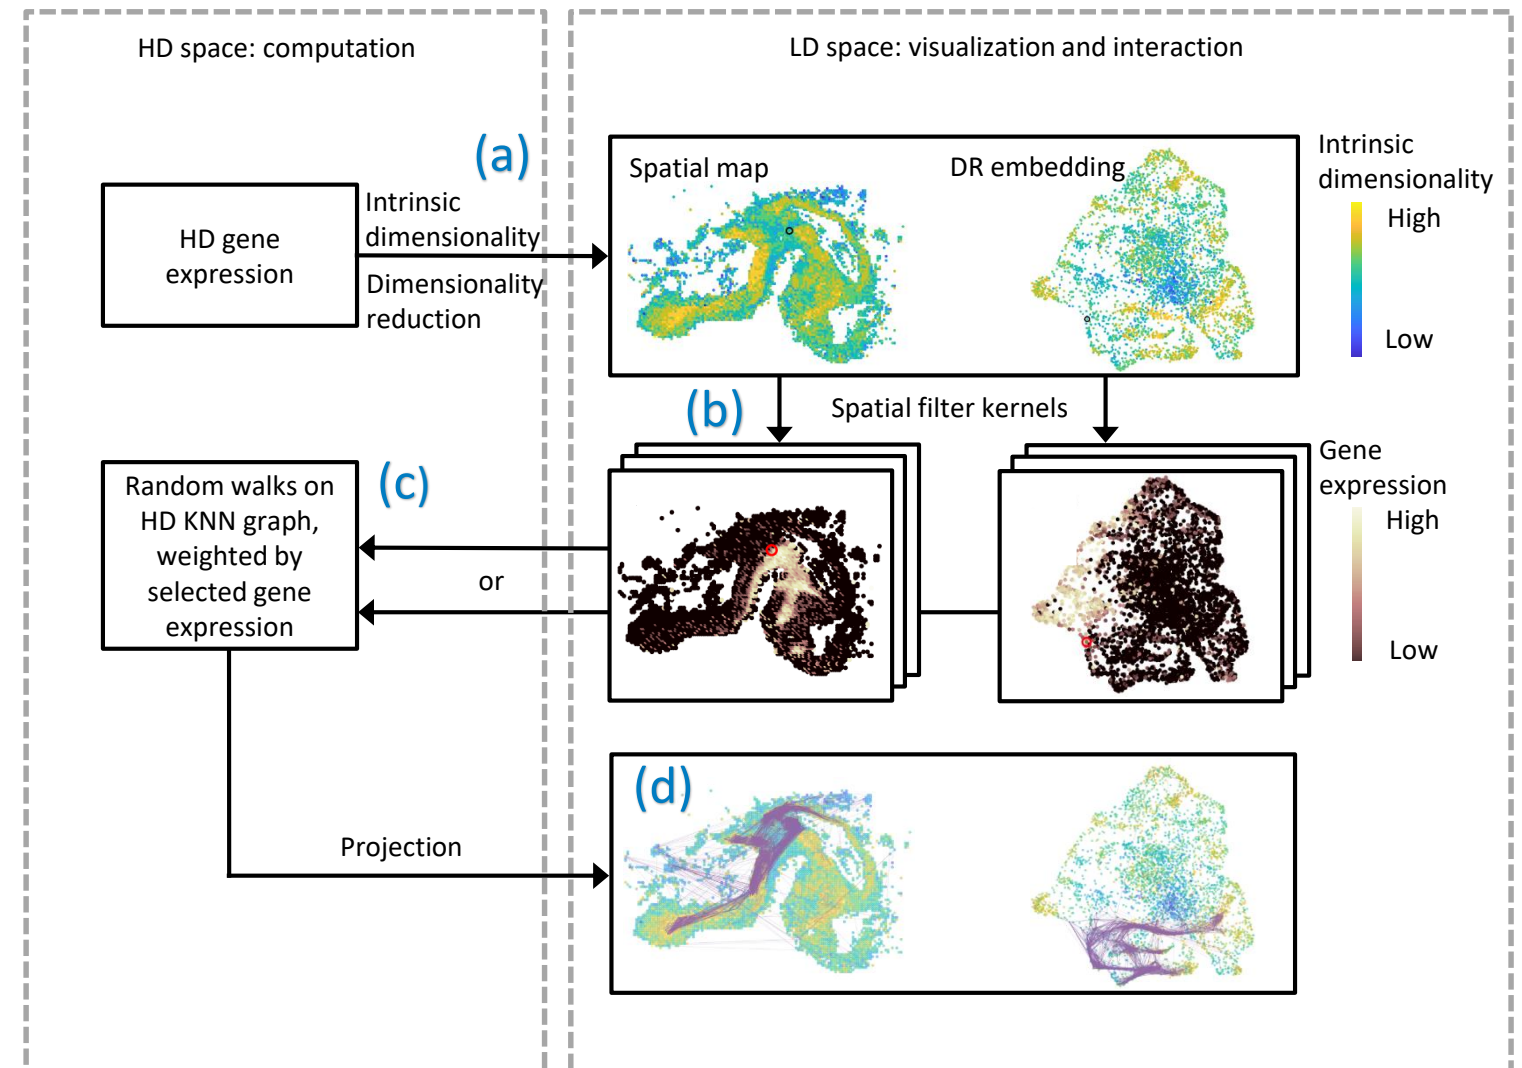 HD space: computation
LD space: visualization and interaction
(a)
HD gene
expression
Intrinsic
dimensionality
Dimensionality
reduction
Spatial map
DR embedding
Intrinsic
dimensionality
High
Low
(b)
Spatial filter kernels
Gene
expression
High
Low
(c)
Random walks on
HD KNN graph,
weighted by
selected gene
expression
or
(d)
Projection